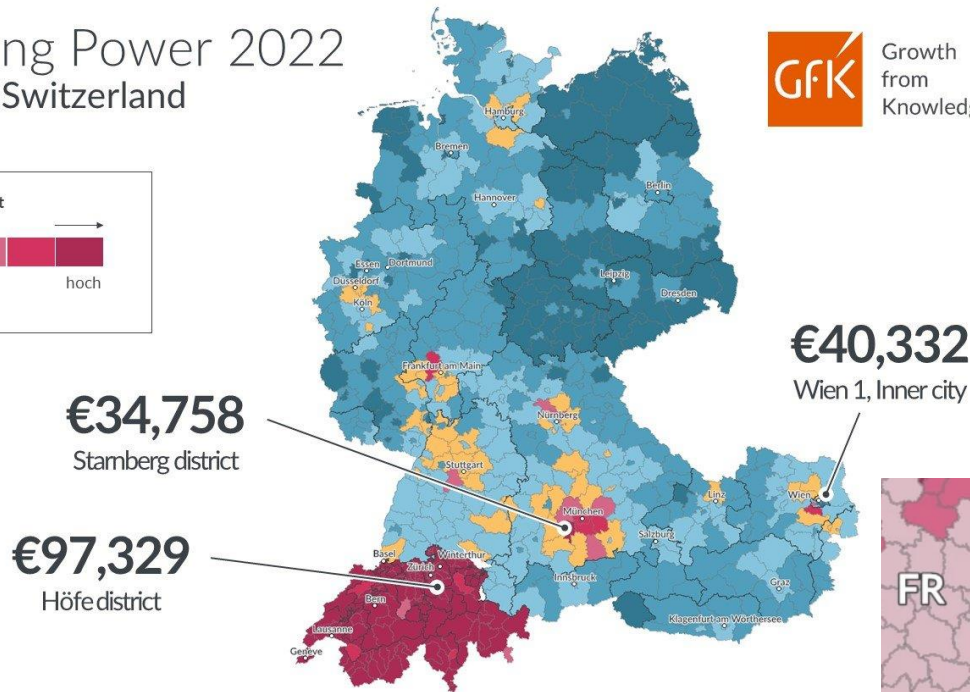 ng Power 2022
Switzerland
GfK
Growth
from
Knowledg
t
hoch
Hamburg
Bremen
Berlin
Hannover
Essen
Dortmund
Düsseldorf
Köln
Leipzig
Dresden
Frankfurt am Main
€40,332
Wien 1, Inner city
€34,758
Starnberg district
Nürnberg
Stuttgart
Linz
Wien
München
Salzburg
€97,329
Höfe district
Basel
Winterthur
Zürich
Bern
Lausanne
Genève
Innsbruck
Graz
Klagenfurt am Wörthersee
FR